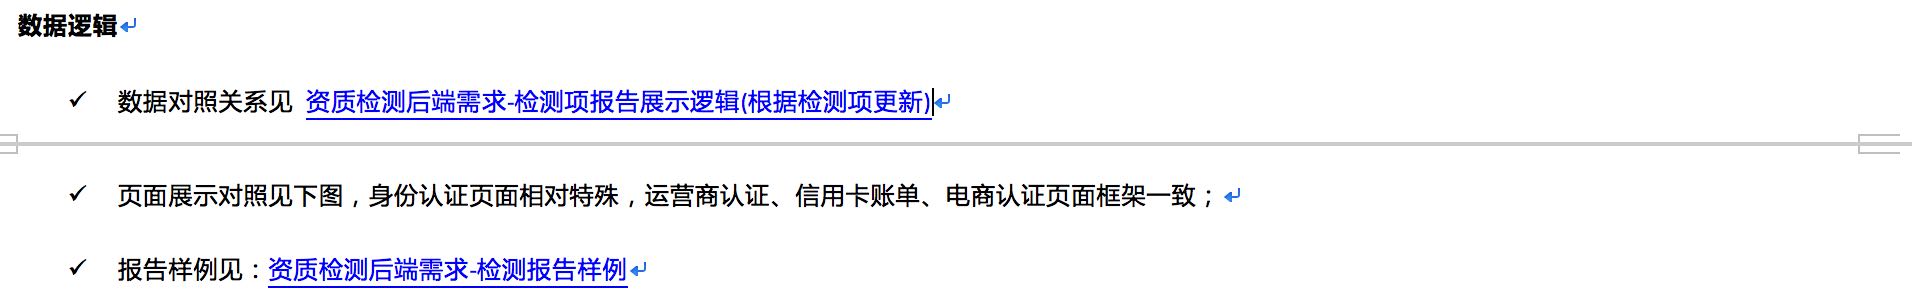 数据逻辑
数据对照关系见 资质检测后端需求-检测项报告展示逻辑(根据检测项更新)
页面展示对照见下图，身份认证页面相对特殊，运营商认证、信用卡账单、电商认证页面框架一致；
报告样例见：资质检测后端需求-检测报告样例